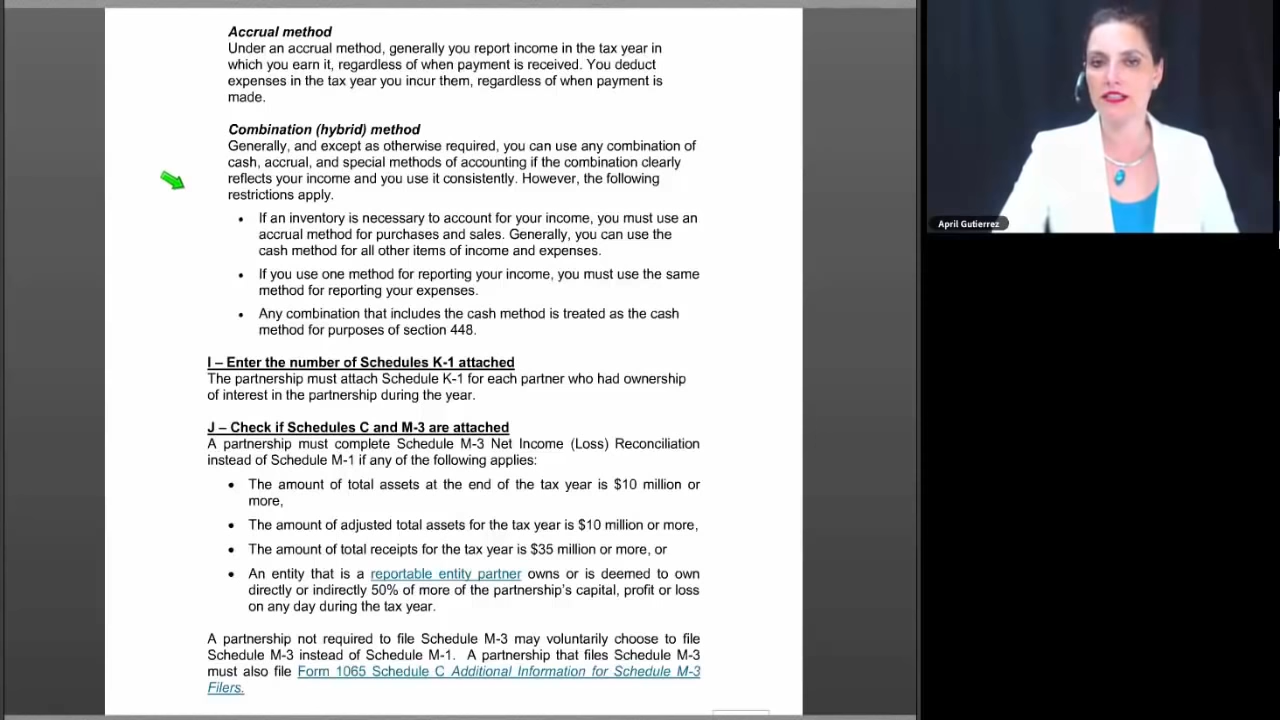 Accrual method
Under an accrual method, generally you report income in the tax year in
which you earn it, regardless of when payment is received. You deduct
expenses in the tax year you incur them, regardless of when payment is
made.
Combination (hybrid) method
Generally, and except as otherwise required, you can use any combination of
cash, accrual, and special methods of accounting if the combination clearly
reflects your income and you use it consistently. However, the following
restrictions apply.
• If an inventory is necessary to account for your income, you must use an
accrual method for purchases and sales. Generally, you can use the
cash method for all other items of income and expenses.
• If you use one method for reporting your income, you must use the same
method for reporting your expenses.
• Any combination that includes the cash method is treated as the cash
method for purposes of section 448.
I – Enter the number of Schedules K-1 attached
The partnership must attach Schedule K-1 for each partner who had ownership
of interest in the partnership during the year.
J – Check if Schedules C and M-3 are attached
A partnership must complete Schedule M-3 Net Income (Loss) Reconciliation
instead of Schedule M-1 if any of the following applies:
• The amount of total assets at the end of the tax year is $10 million or
more,
• The amount of adjusted total assets for the tax year is $10 million or more,
• The amount of total receipts for the tax year is $35 million or more, or
• An entity that is a reportable entity partner owns or is deemed to own
directly or indirectly 50% of more of the partnership's capital, profit or loss
on any day during the tax year.
A partnership not required to file Schedule M-3 may voluntarily choose to file
Schedule M-3 instead of Schedule M-1. A partnership that files Schedule M-3
must also file Form 1065 Schedule C Additional Information for Schedule M-3
Filers.
April Gutierrez